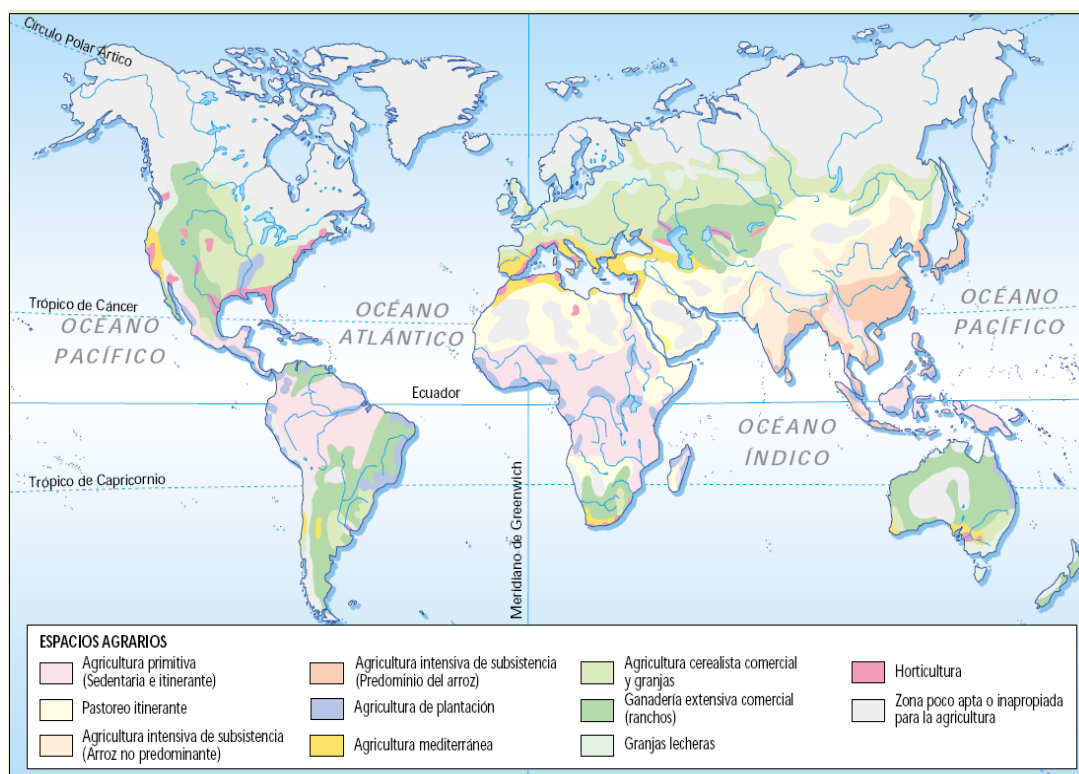 Círculo Polar Ártico
Trópico de Cáncer
OCÉANO
PACÍFICO
OCÉANO
ATLÁNTICO
OCÉANO
PACÍFICO
Ecuador
OCÉANO
ÍNDICO
Trópico de Capricornio
Meridiano de Greenwich
ESPACIOS AGRARIOS
Agricultura primitiva
(Sedentaria e itinerante)
Pastoreo itinerante
Agricultura intensiva de subsistencia
(Arroz no predominante)
Agricultura intensiva de subsistencia
(Predominio del arroz)
Agricultura de plantación
Agricultura mediterránea
Agricultura cerealista comercial
y granjas
Ganadería extensiva comercial
(ranchos)
Granjas lecheras
Horticultura
Zona poco apta o inapropiada
para la agricultura